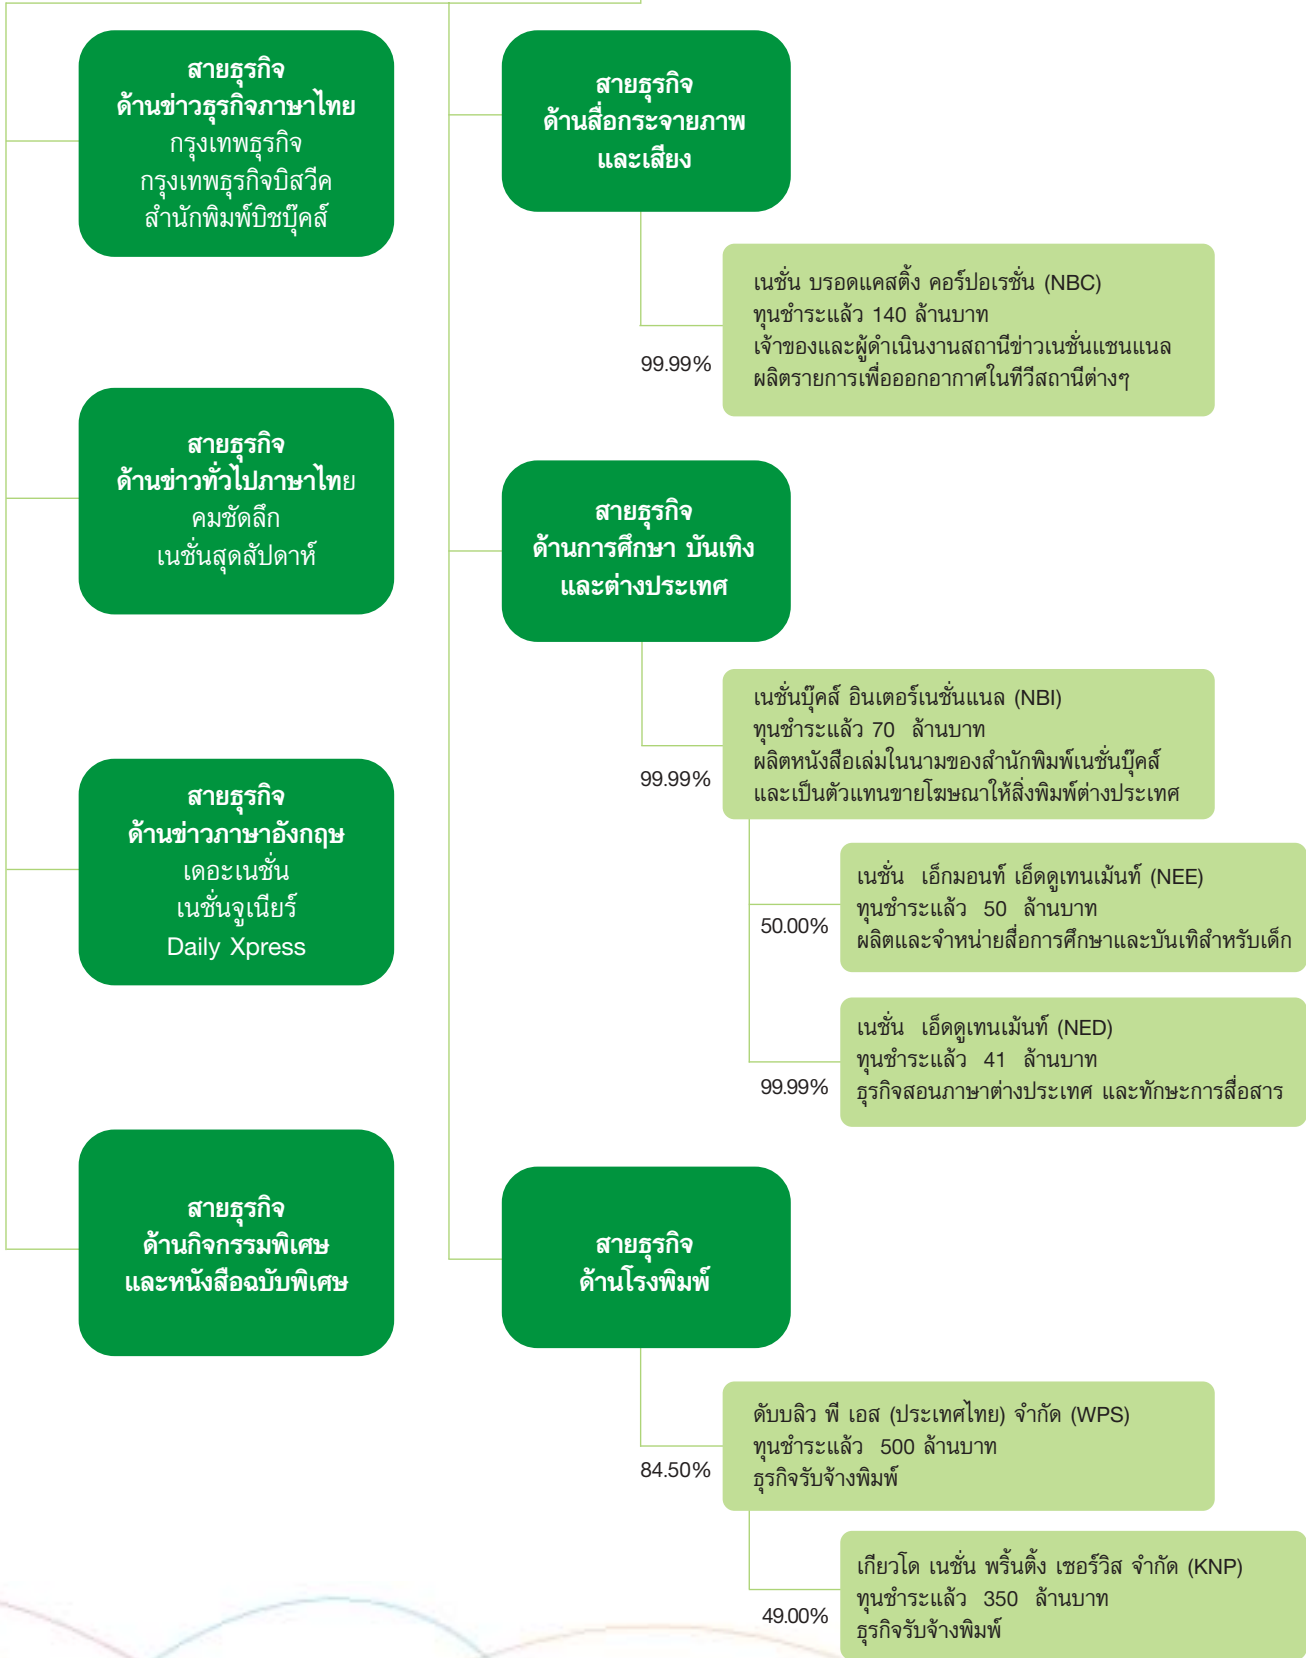 สายธุรกิจ
ด้านข่าวธุรกิจภาษาไทย
กรุงเทพธุรกิจ
กรุงเทพธุรกิจบิสวีค
สำนักพิมพ์บิชบุ๊คส์
สายธุรกิจ
ด้านข่าวทั่วไปภาษาไทย
คมชัดลึก
เนชั่นสุดสัปดาห์
สายธุรกิจ
ด้านข่าวภาษาอังกฤษ
เดอะเนชั่น
เนชั่นจูเนียร์
Daily Xpress
สายธุรกิจ
ด้านกิจกรรมพิเศษ
และหนังสือฉบับพิเศษ
สายธุรกิจ
ด้านสื่อกระจายภาพ
และเสียง
99.99%
เนชั่น บรอดแคสติ้ง คอร์ปอเรชั่น (NBC)
ทุนชำระแล้ว 140 ล้านบาท
เจ้าของและผู้ดำเนินงานสถานีข่าวเนชั่นแชนแนล
ผลิตรายการเพื่อออกอากาศในทีวีสถานีต่างๆ
สายธุรกิจ
ด้านการศึกษา บันเทิง
และต่างประเทศ
99.99%
เนชั่นบุ๊คส์ อินเตอร์เนชั่นแนล (NBI)
ทุนชำระแล้ว 70 ล้านบาท
ผลิตหนังสือเล่มในนามของสำนักพิมพ์เนชั่นบุ๊คส์
และเป็นตัวแทนขายโฆษณาให้สิ่งพิมพ์ต่างประเทศ
50.00%
เนชั่น เอ็กมอนท์ เอ็ดดูเทนเม้นท์ (NEE)
ทุนชำระแล้ว 50 ล้านบาท
ผลิตและจำหน่ายสื่อการศึกษาและบันเทิสำหรับเด็ก
99.99%
เนชั่น เอ็ดดูเทนเม้นท์ (NED)
ทุนชำระแล้ว 41 ล้านบาท
ธุรกิจสอนภาษาต่างประเทศ และทักษะการสื่อสาร
สายธุรกิจ
ด้านโรงพิมพ์
84.50%
ดับบลิว พี เอส (ประเทศไทย) จำกัด (WPS)
ทุนชำระแล้ว 500 ล้านบาท
ธุรกิจรับจ้างพิมพ์
49.00%
เกียวโด เนชั่น พริ้นติ้ง เซอร์วิส จำกัด (KNP)
ทุนชำระแล้ว 350 ล้านบาท
ธุรกิจรับจ้างพิมพ์